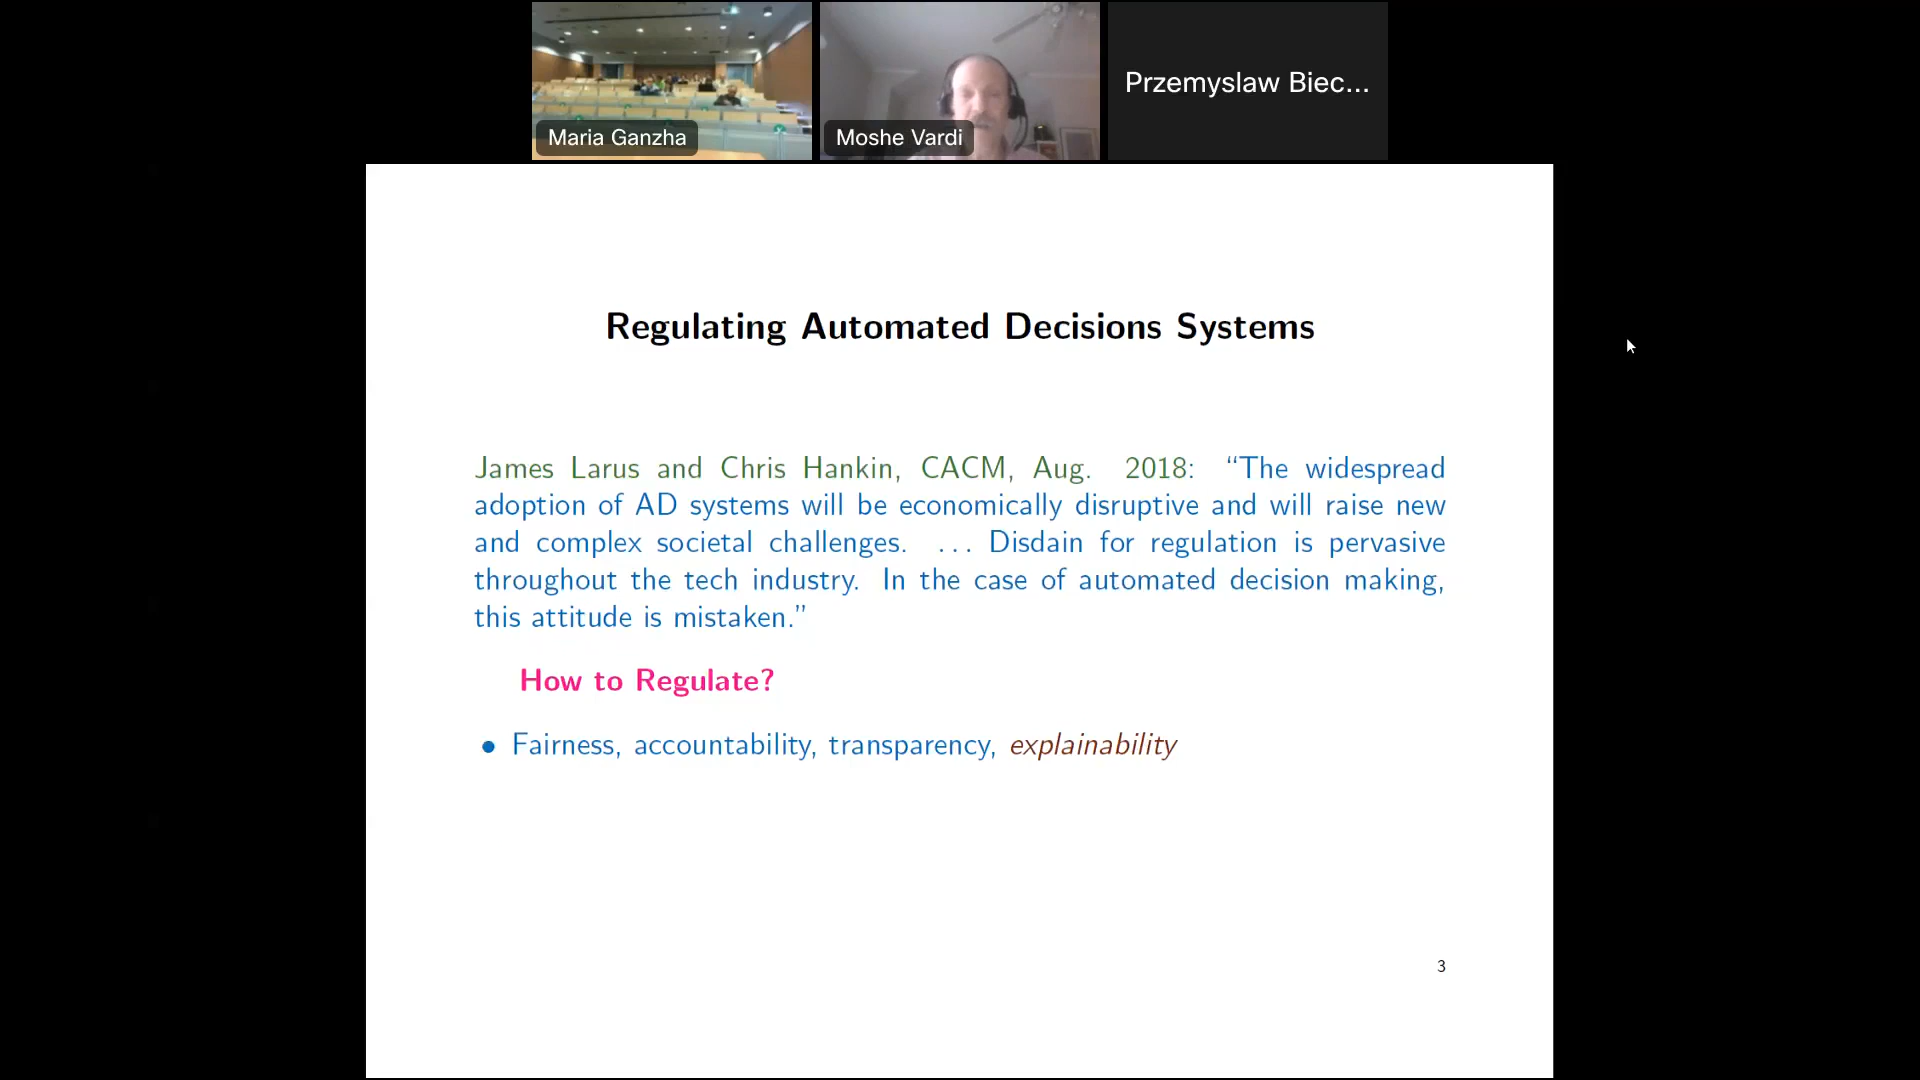 Maria Ganzha
Moshe Vardi
Przemyslaw Biec...
Regulating Automated Decisions Systems
James Larus and Chris Hankin, CACM, Aug. 2018: “The widespread
adoption of AD systems will be economically disruptive and will raise new
and complex societal challenges. ... Disdain for regulation is pervasive
throughout the tech industry. In the case of automated decision making,
this attitude is mistaken.”
How to Regulate?
• Fairness, accountability, transparency, explainability
3